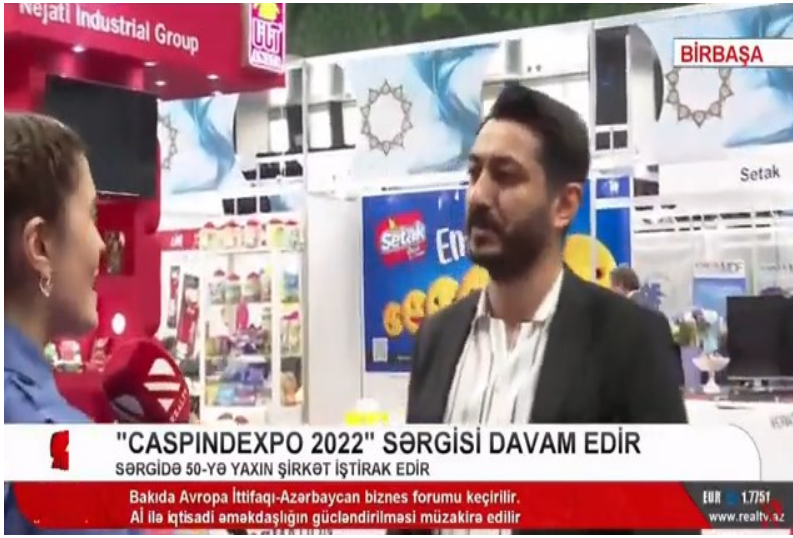 Nejati Industrial Group
BİRBAŞA
Setak
Setak
"CASPINDEXPO 2022" SƏRGİSİ DAVAM EDİR
SƏRGİDƏ 50-YƏ YAXIN ŞİRKƏT İŞTİRAK EDİR
Bakıda Avropa İttifaqı-Azərbaycan biznes forumu keçirilir.
Aİ ilə iqtisadi əməkdaşlığın gücləndirilməsi müzakirə edilir
EUR 1.7751
www.realtv.az